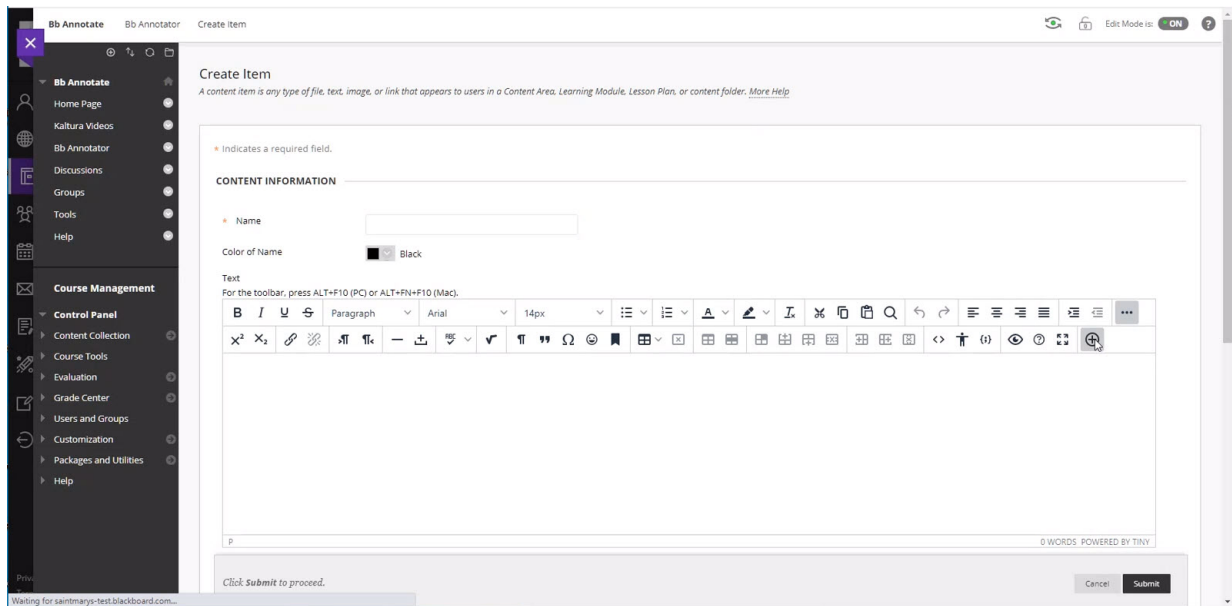 Bb Annotate Bb Annotator Create Item
Edit Mode is: ON ?
Bb Annotate
Home Page
Kaltura Videos
Bb Annotator
Discussions
Groups
Tools
Help
Course Management
Control Panel
Content Collection
Course Tools
Evaluation
Grade Center
Users and Groups
Customization
Packages and Utilities
Help
Create Item
A content item is any type of file, text, image, or link that appears to users in a Content Area, Learning Module, Lesson Plan, or content folder. More Help
* Indicates a required field.
CONTENT INFORMATION
* Name
Color of Name Black
Text
For the toolbar, press ALT+F10 (PC) or ALT+FN+F10 (Mac).
B I U S Paragraph Arial 14px
P 0 WORDS POWERED BY TINY
Click Submit to proceed. Cancel Submit
Waiting for saintmarys-test.blackboard.com...